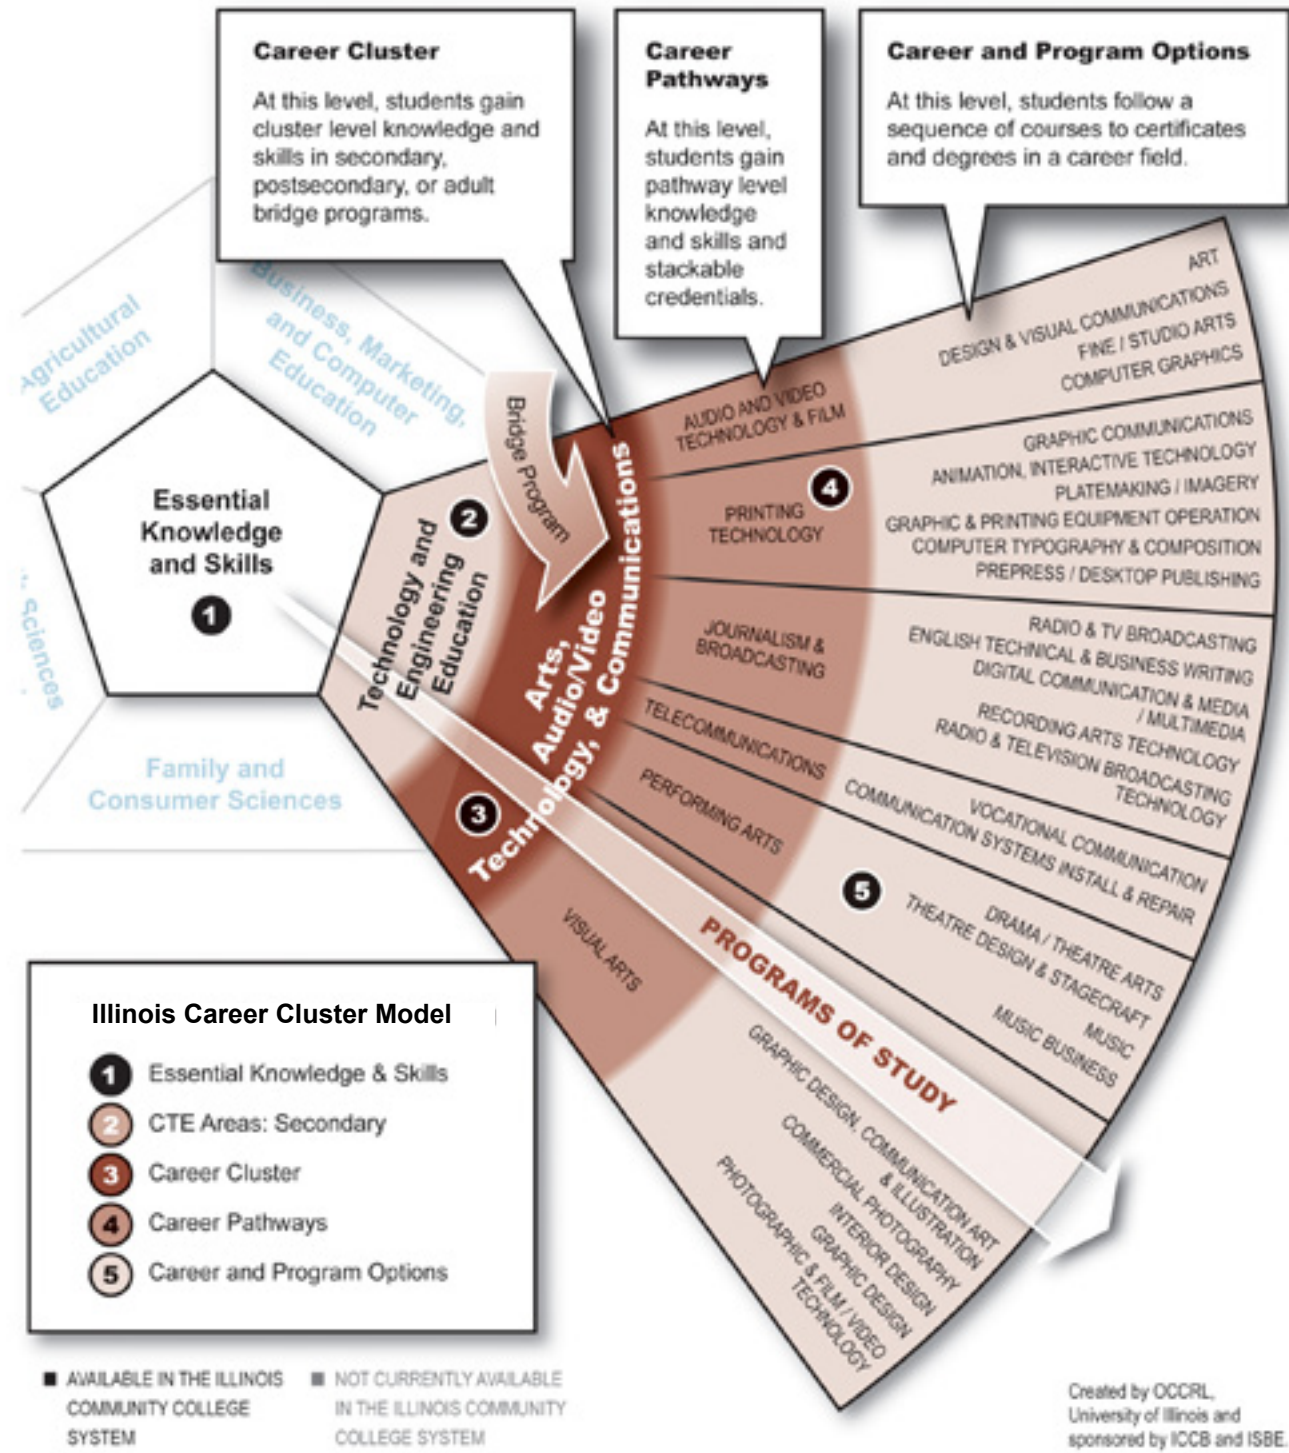 Career Cluster
At this level, students gain
cluster level knowledge and
skills in secondary,
postsecondary, or adult
bridge programs.
Career
Pathways
At this level,
students gain
pathway level
knowledge
and skills and
stackable
credentials.
Career and Program Options
At this level, students follow a
sequence of courses to certificates
and degrees in a career field.
Agricultural
Education
Business, Marketing,
and Computer
Education
Essential
Knowledge
and Skills
1
Sciences
Family and
Consumer Sciences
2
Technology and
Engineering
Education
Bridge Program
3
Arts,
Audio/Video
Technology, & Communications
4
AUDIO AND VIDEO
TECHNOLOGY & FILM
PRINTING
TECHNOLOGY
JOURNALISM &
BROADCASTING
TELECOMMUNICATIONS
PERFORMING ARTS
VISUAL ARTS
5
ART
DESIGN & VISUAL COMMUNICATIONS
FINE / STUDIO ARTS
COMPUTER GRAPHICS
GRAPHIC COMMUNICATIONS
ANIMATION, INTERACTIVE TECHNOLOGY
PLATEMAKING / IMAGERY
GRAPHIC & PRINTING EQUIPMENT OPERATION
COMPUTER TYPOGRAPHY & COMPOSITION
PREPRESS / DESKTOP PUBLISHING
RADIO & TV BROADCASTING
ENGLISH TECHNICAL & BUSINESS WRITING
DIGITAL COMMUNICATION & MEDIA
/ MULTIMEDIA
RECORDING ARTS TECHNOLOGY
RADIO & TELEVISION BROADCASTING
TECHNOLOGY
VOCATIONAL COMMUNICATION
COMMUNICATION SYSTEMS INSTALL & REPAIR
DRAMA / THEATRE ARTS
THEATRE DESIGN & STAGECRAFT
MUSIC
MUSIC BUSINESS
PROGRAMS OF STUDY
GRAPHIC DESIGN, COMMUNICATION ART
& ILLUSTRATION
COMMERCIAL PHOTOGRAPHY
INTERIOR DESIGN
GRAPHIC DESIGN
PHOTOGRAPHIC & FILM / VIDEO
TECHNOLOGY
Illinois Career Cluster Model
1 Essential Knowledge & Skills
2 CTE Areas: Secondary
3 Career Cluster
4 Career Pathways
5 Career and Program Options
AVAILABLE IN THE ILLINOIS
COMMUNITY COLLEGE
SYSTEM
NOT CURRENTLY AVAILABLE
IN THE ILLINOIS COMMUNITY
COLLEGE SYSTEM
Created by OCCRL,
University of Illinois and
sponsored by ICCB and ISBE.